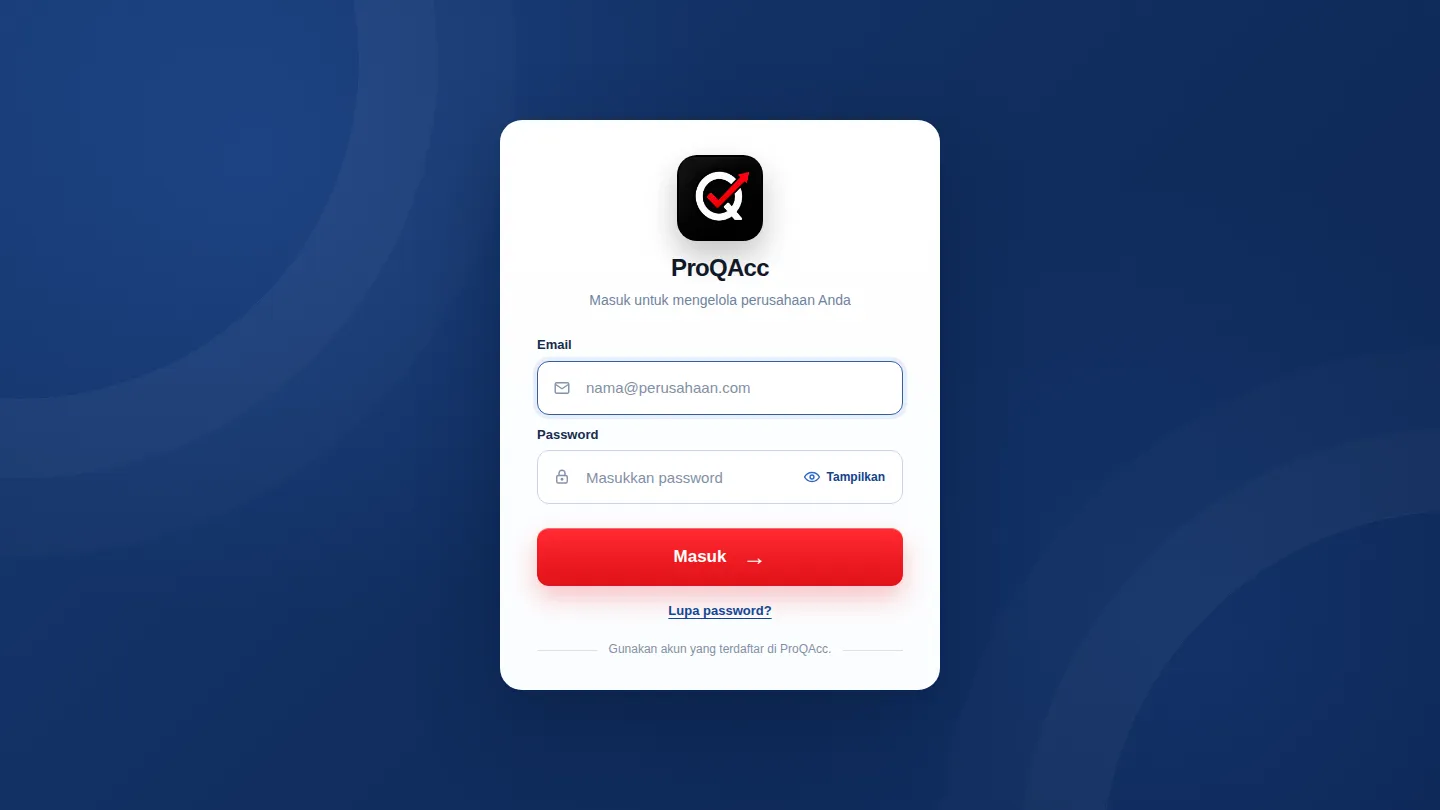 ProQAcc
Masuk untuk mengelola perusahaan Anda
Email
nama@perusahaan.com
Password
Masukkan password
Tampilkan
Masuk →
Lupa password?
Gunakan akun yang terdaftar di ProQAcc.